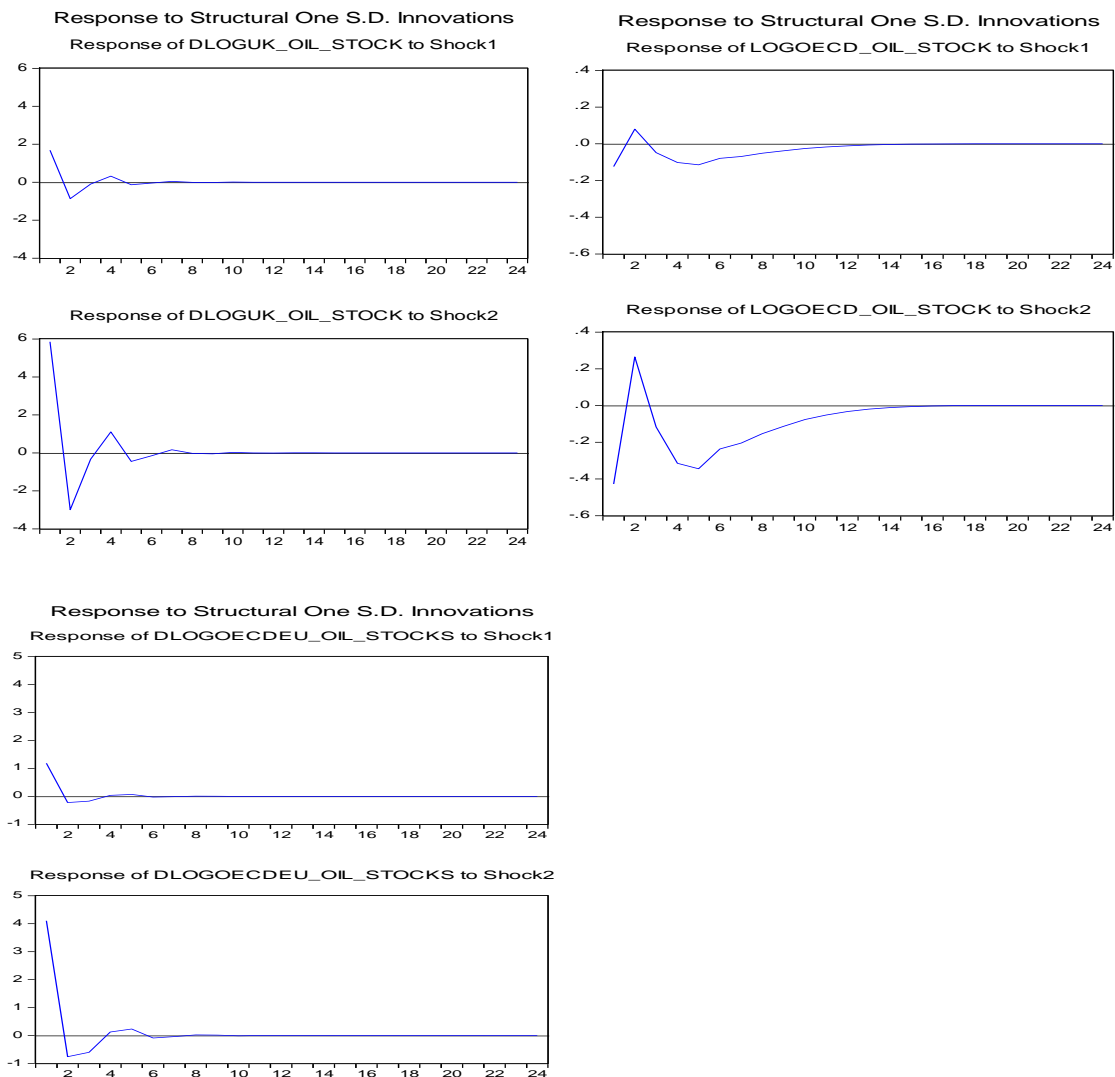 Response to Structural One S.D. Innovations
Response of DLOGUK_OIL_STOCK to Shock1
6
4
2
0
-2
-4
2 4 6 8 10 12 14 16 18 20 22 24
Response of DLOGUK_OIL_STOCK to Shock2
6
4
2
0
-2
-4
2 4 6 8 10 12 14 16 18 20 22 24
Response to Structural One S.D. Innovations
Response of LOGOECD_OIL_STOCK to Shock1
.4
.2
.0
-.2
-.4
-.6
2 4 6 8 10 12 14 16 18 20 22 24
Response of LOGOECD_OIL_STOCK to Shock2
.4
.2
.0
-.2
-.4
-.6
2 4 6 8 10 12 14 16 18 20 22 24
Response to Structural One S.D. Innovations
Response of DLOGOECDEU_OIL_STOCKS to Shock1
5
4
3
2
1
0
-1
2 4 6 8 10 12 14 16 18 20 22 24
Response of DLOGOECDEU_OIL_STOCKS to Shock2
5
4
3
2
1
0
-1
2 4 6 8 10 12 14 16 18 20 22 24